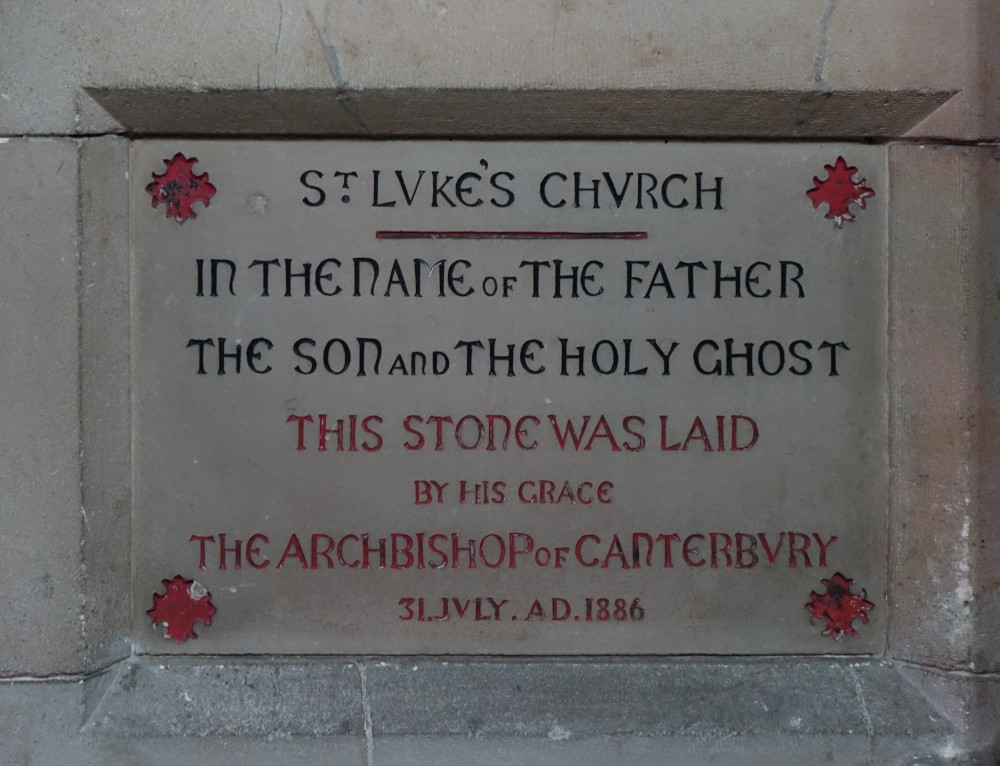 ST. LVKE'S CHVRCH
IN THE NAME OF THE FATHER
THE SON AND THE HOLY GHOST
THIS STONE WAS LAID
BY HIS GRACE
THE ARCHBISHOP OF CANTERBVRY
31. JVLY. AD. 1886